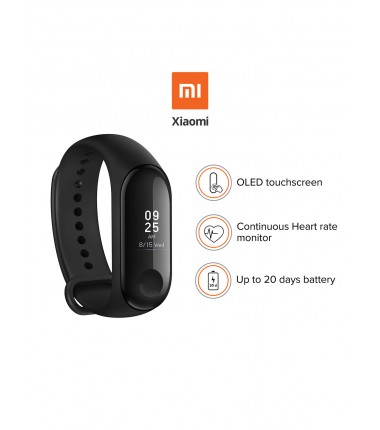 mi
Xiaomi
OLED touchscreen
09
25
AM
8/15 Wed
Continuous Heart rate
monitor
20 d
Up to 20 days battery